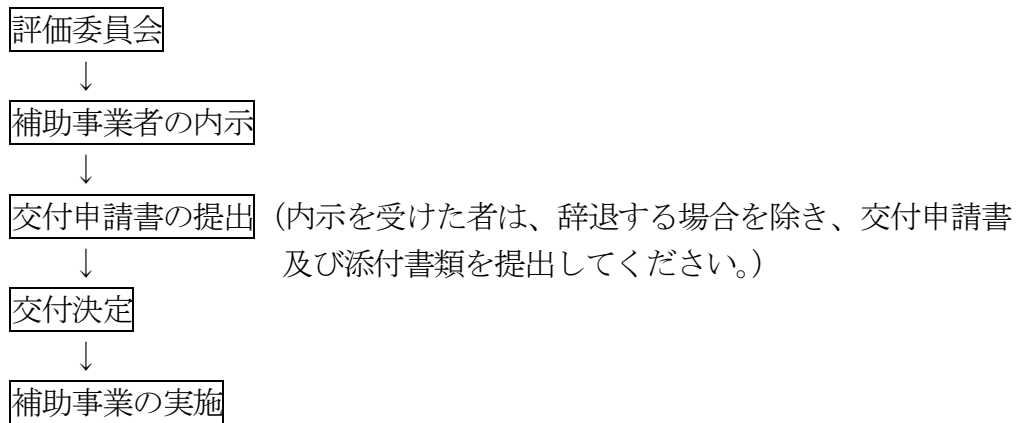 評価委員会
↓
補助事業者の内示
↓
交付申請書の提出（内示を受けた者は、辞退する場合を除き、交付申請書
↓ 及び添付書類を提出してください。）
交付決定
↓
補助事業の実施